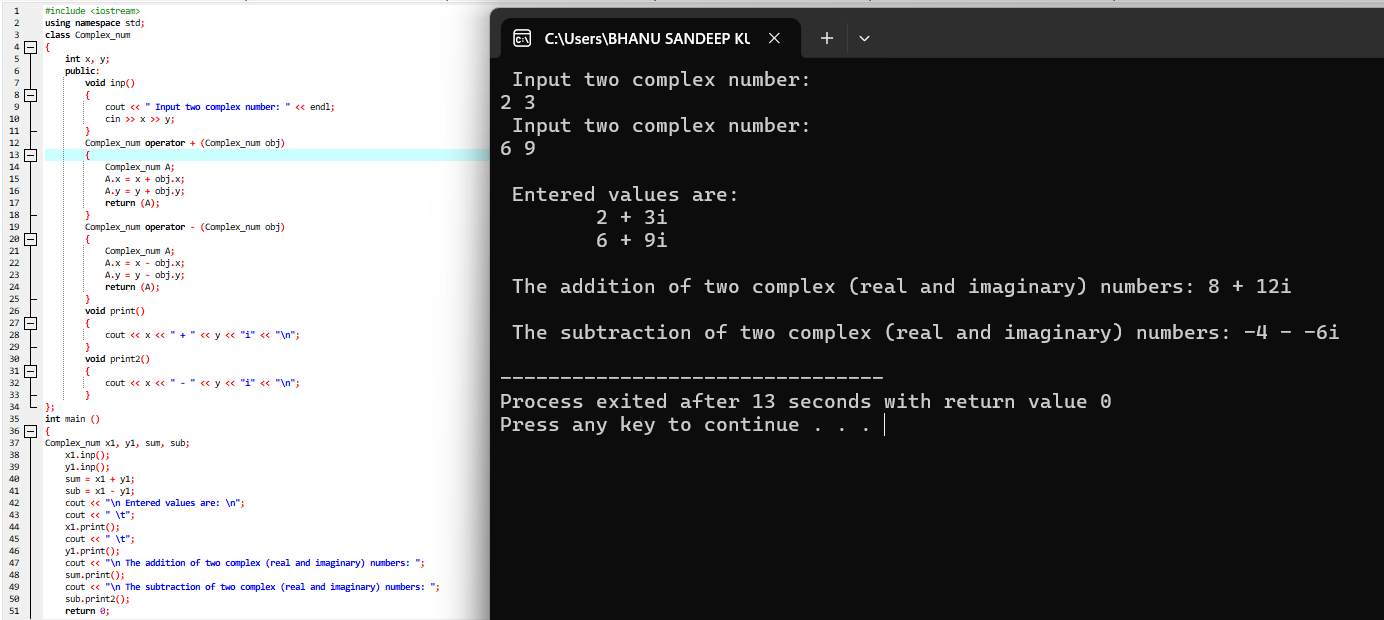 1 #include <iostream>
2 using namespace std;
3 class Complex_num
4 {
5 int x, y;
6 public:
7 void inp()
8 {
9 cout << " Input two complex number: " << endl;
10 cin >> x >> y;
11 }
12 Complex_num operator + (Complex_num obj)
13 {
14 Complex_num A;
15 A.x = x + obj.x;
16 A.y = y + obj.y;
17 return (A);
18 }
19 Complex_num operator - (Complex_num obj)
20 {
21 Complex_num A;
22 A.x = x - obj.x;
23 A.y = y - obj.y;
24 return (A);
25 }
26 void print()
27 {
28 cout << x << " + " << y << "i" << "\n";
29 }
30 void print2()
31 {
32 cout << x << " - " << y << "i" << "\n";
33 }
34 };
35 int main ()
36 {
37 Complex_num x1, y1, sum, sub;
38 x1.inp();
39 y1.inp();
40 sum = x1 + y1;
41 sub = x1 - y1;
42 cout << "\n Entered values are: \n";
43 cout << " \t";
44 x1.print();
45 cout << " \t";
46 y1.print();
47 cout << "\n The addition of two complex (real and imaginary) numbers: ";
48 sum.print();
49 cout << "\n The subtraction of two complex (real and imaginary) numbers: ";
50 sub.print2();
51 return 0;
C:\Users\BHANU SANDEEP KU
Input two complex number:
2 3
Input two complex number:
6 9
Entered values are:
2 + 3i
6 + 9i
The addition of two complex (real and imaginary) numbers: 8 + 12i
The subtraction of two complex (real and imaginary) numbers: -4 - -6i
--------------------------------
Process exited after 13 seconds with return value 0
Press any key to continue . . .